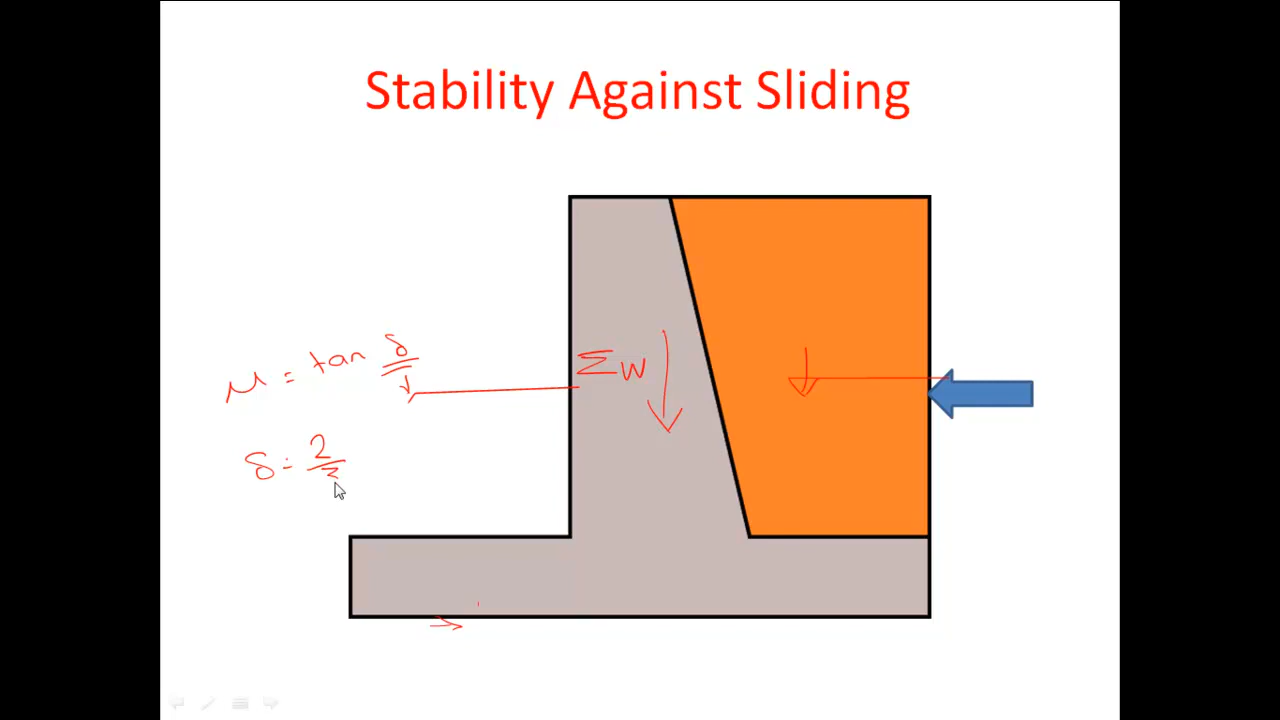 Stability Against Sliding
μ = tan δ
ΣW
δ = 2/3